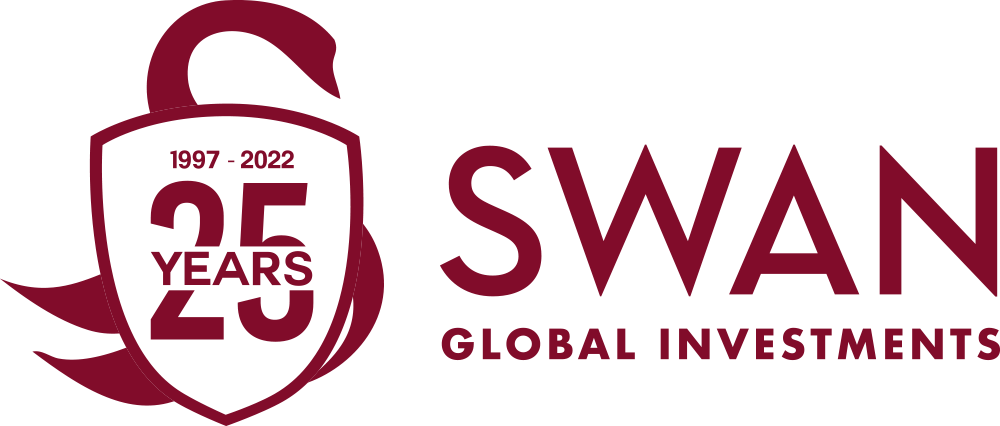 1997 - 2022
25
YEARS
SWAN
GLOBAL INVESTMENTS